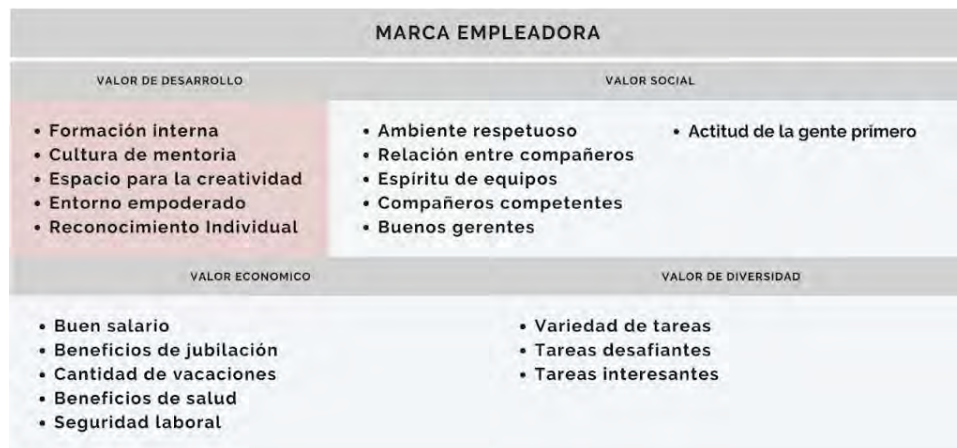 MARCA EMPLEADORA
VALOR DE DESARROLLO
VALOR SOCIAL
• Formación interna
• Cultura de mentoria
• Espacio para la creatividad
• Entorno empoderado
• Reconocimiento Individual
• Ambiente respetuoso
• Relación entre compañeros
• Espíritu de equipos
• Compañeros competentes
• Buenos gerentes
• Actitud de la gente primero
VALOR ECONOMICO
VALOR DE DIVERSIDAD
• Buen salario
• Beneficios de jubilación
• Cantidad de vacaciones
• Beneficios de salud
• Seguridad laboral
• Variedad de tareas
• Tareas desafiantes
• Tareas interesantes